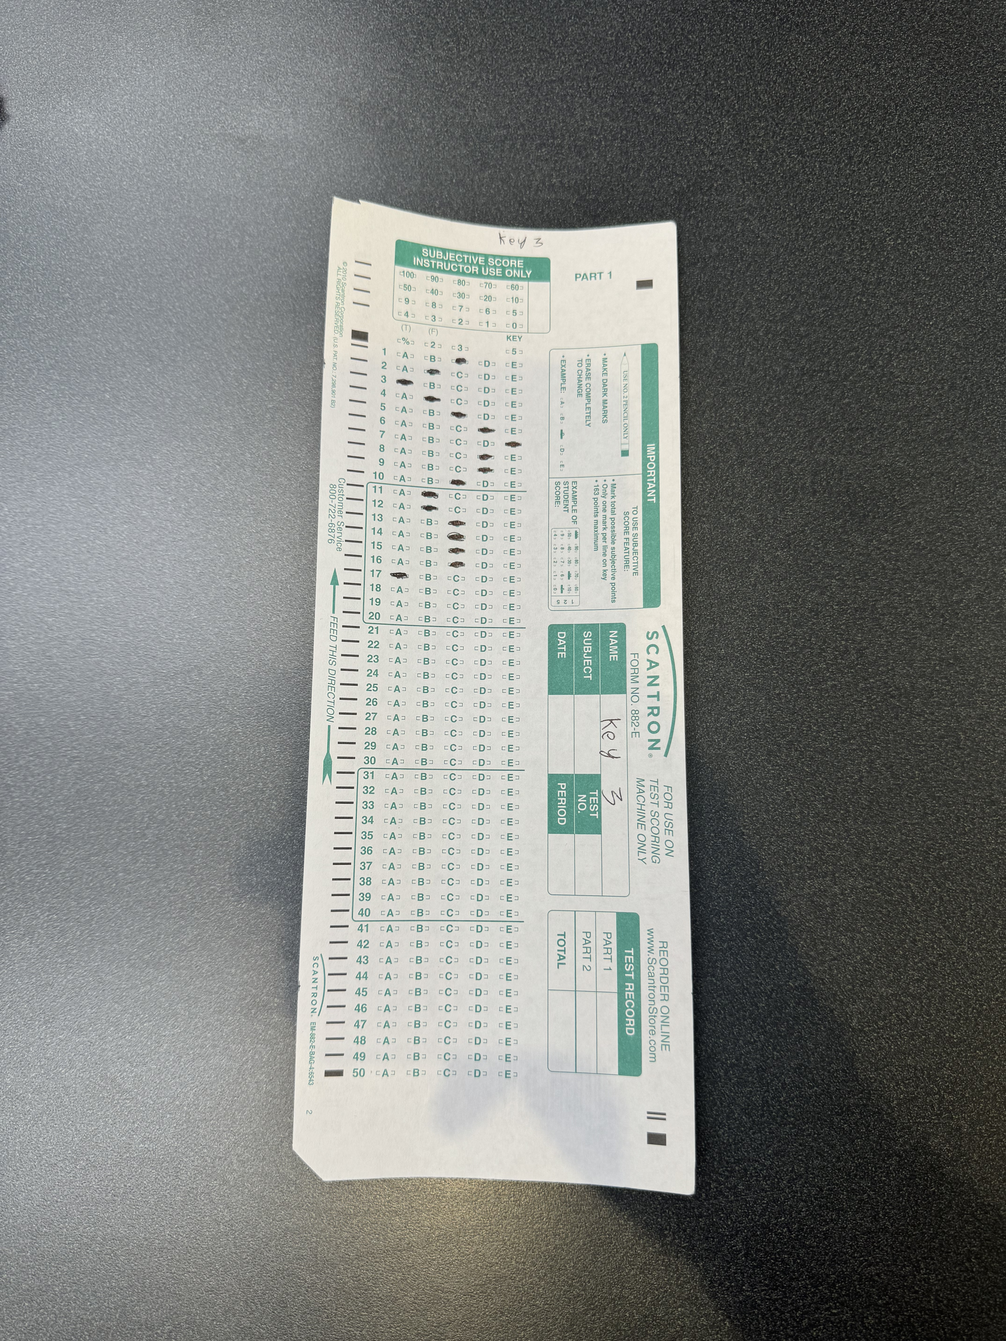 Key 3
SUBJECTIVE SCORE
INSTRUCTOR USE ONLY
100 90 80 70 60
50 40 30 20 10
9 8 7 6 5
4 3 2 1 0
(T) (F) KEY
% 2 3 5
1 A B D E
2 A C D E
3 B C D E
4 A C D E
5 A B D E
6 A B C E
7 A B C D
8 A B C E
9 A B C E
10 A B D E
11 A C D E
12 A C D E
13 A B D E
14 A B D E
15 A B D E
16 A B D E
17 B C D E
18 A B C D E
19 A B C D E
20 A B C D E
21 A B C D E
22 A B C D E
23 A B C D E
24 A B C D E
25 A B C D E
26 A B C D E
27 A B C D E
28 A B C D E
29 A B C D E
30 A B C D E
31 A B C D E
32 A B C D E
33 A B C D E
34 A B C D E
35 A B C D E
36 A B C D E
37 A B C D E
38 A B C D E
39 A B C D E
40 A B C D E
41 A B C D E
42 A B C D E
43 A B C D E
44 A B C D E
45 A B C D E
46 A B C D E
47 A B C D E
48 A B C D E
49 A B C D E
50 A B C D E
PART 1
IMPORTANT
USE NO. 2 PENCIL ONLY
• MAKE DARK MARKS
• ERASE COMPLETELY
TO CHANGE
• EXAMPLE: A B D E
TO USE SUBJECTIVE
SCORE FEATURE:
• Mark total possible subjective points
• Only one mark per line on key
• 163 points maximum
EXAMPLE OF
STUDENT
SCORE:
SCANTRON®
FORM NO. 882-E
FOR USE ON
TEST SCORING
MACHINE ONLY
NAME Key 3
SUBJECT
TEST
NO.
DATE
PERIOD
REORDER ONLINE
www.ScantronStore.com
TEST RECORD
PART 1
PART 2
TOTAL
© 2010 Scantron Corporation
ALL RIGHTS RESERVED.
Customer Service
800-722-6876
FEED THIS DIRECTION
SCANTRON®
2